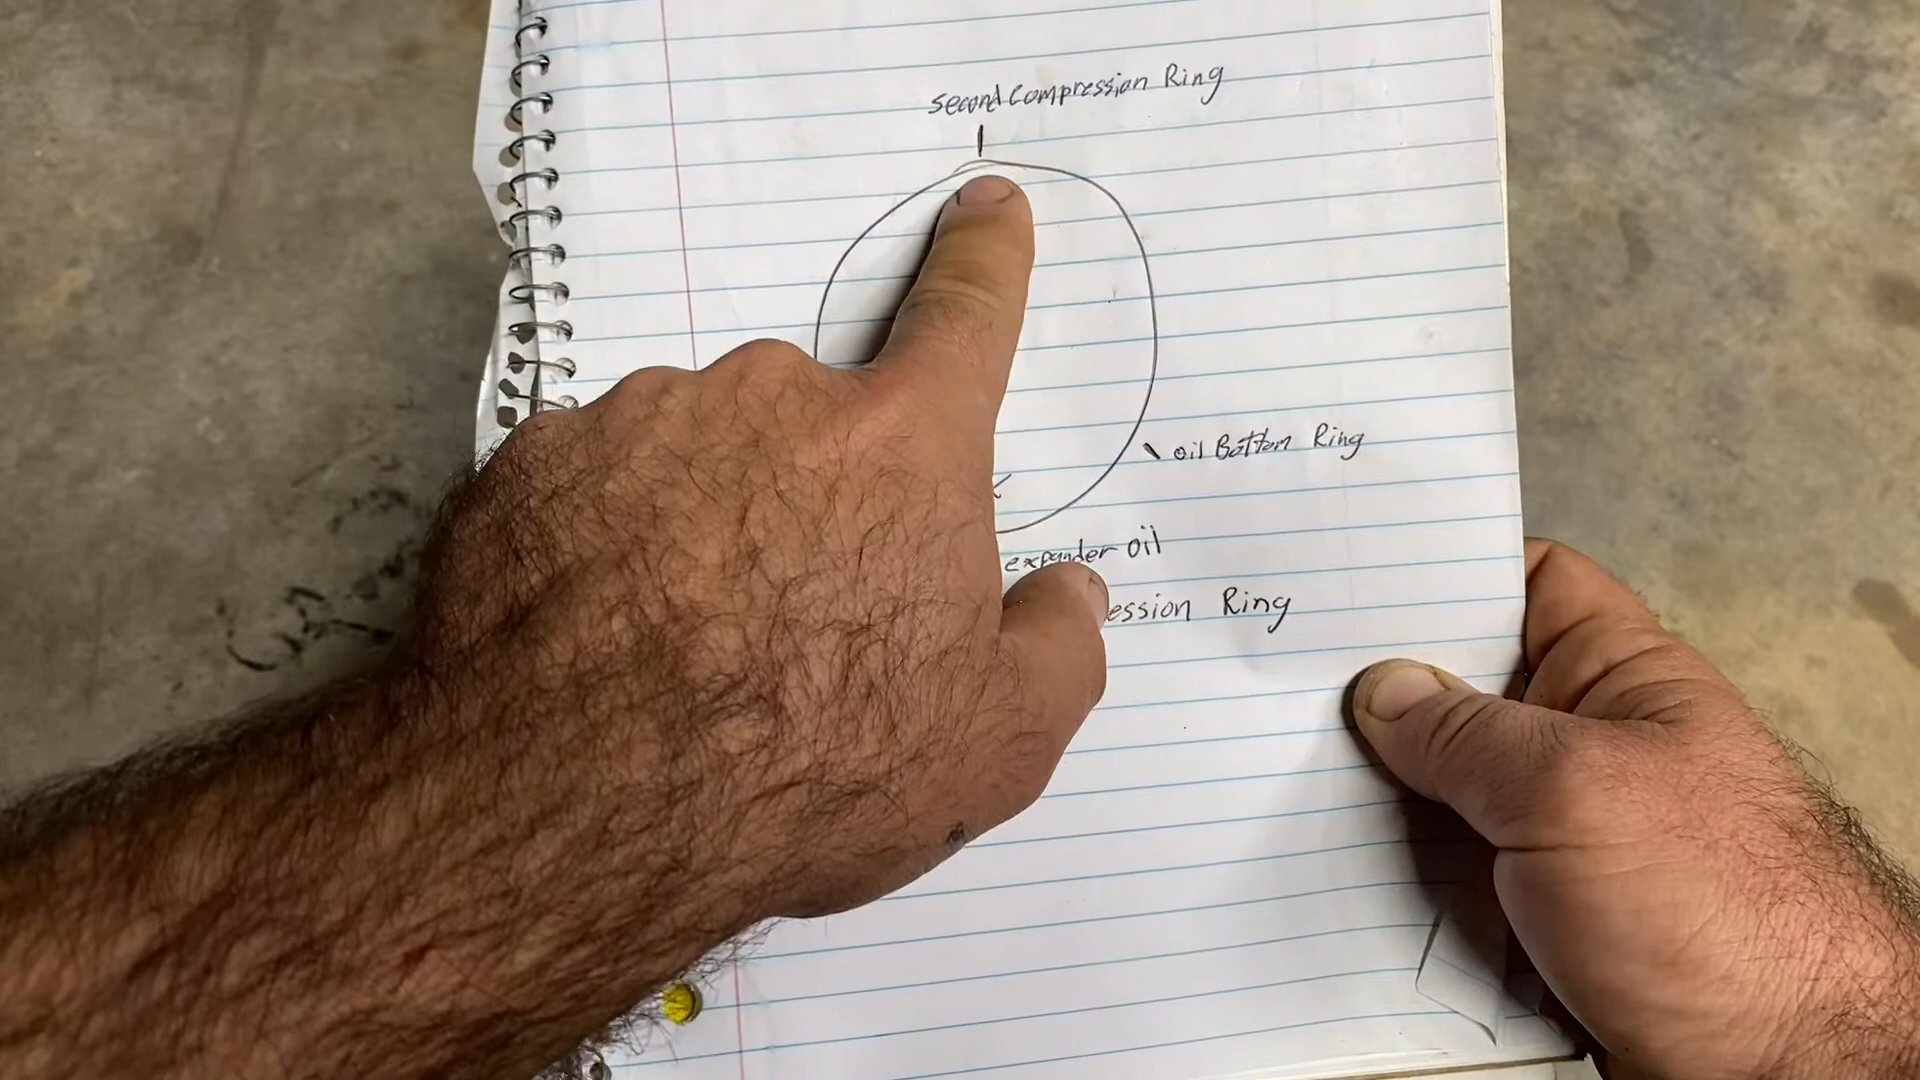 second compression Ring
oil Bottom Ring
expander oil
ession Ring